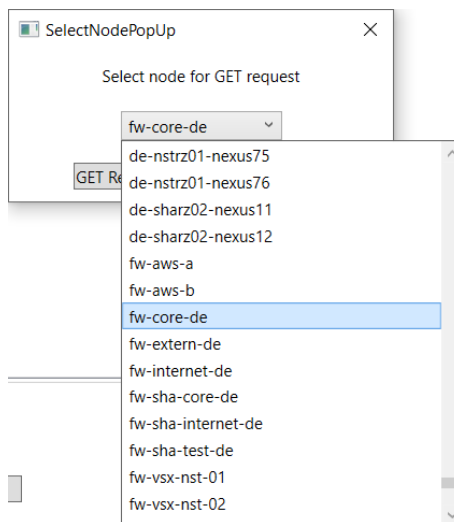 SelectNodePopUp
Select node for GET request
fw-core-de
GET Re
de-nstrz01-nexus75
de-nstrz01-nexus76
de-sharz02-nexus11
de-sharz02-nexus12
fw-aws-a
fw-aws-b
fw-core-de
fw-extern-de
fw-internet-de
fw-sha-core-de
fw-sha-internet-de
fw-sha-test-de
fw-vsx-nst-01
fw-vsx-nst-02